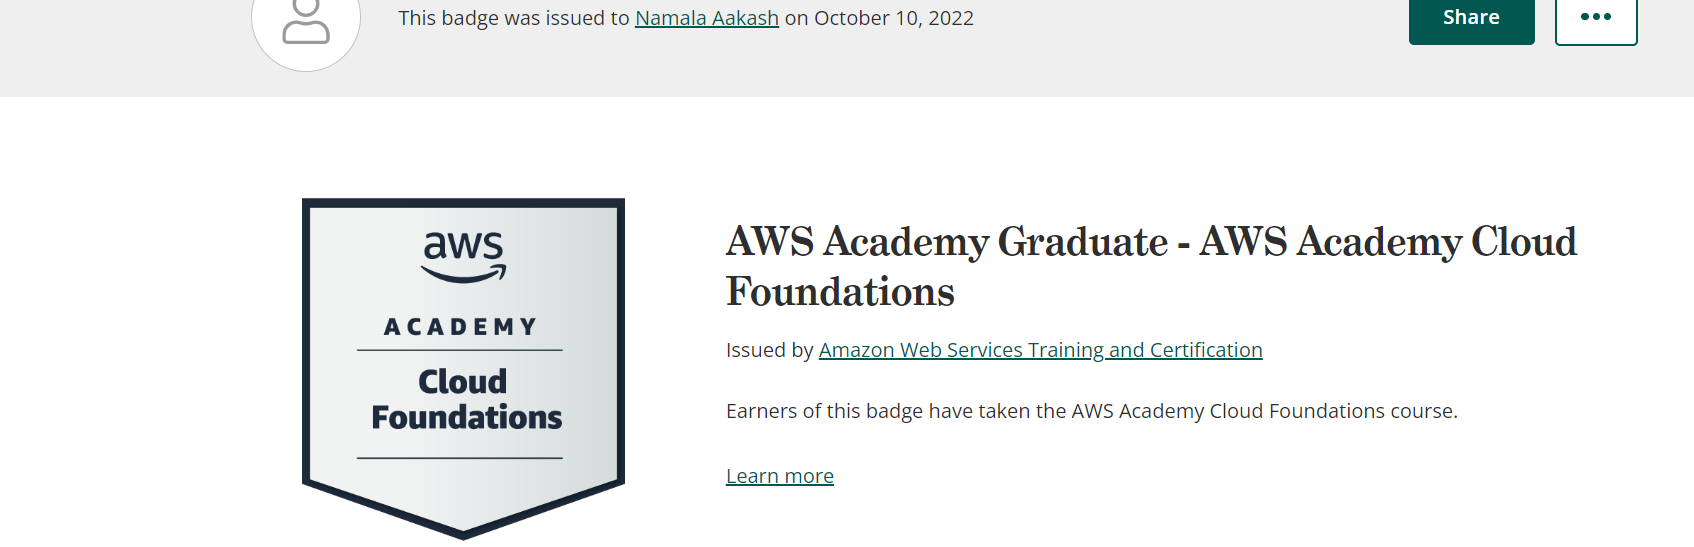 This badge was issued to Namala Aakash on October 10, 2022
Share
aws
ACADEMY
Cloud
Foundations
AWS Academy Graduate - AWS Academy Cloud
Foundations
Issued by Amazon Web Services Training and Certification
Earners of this badge have taken the AWS Academy Cloud Foundations course.
Learn more